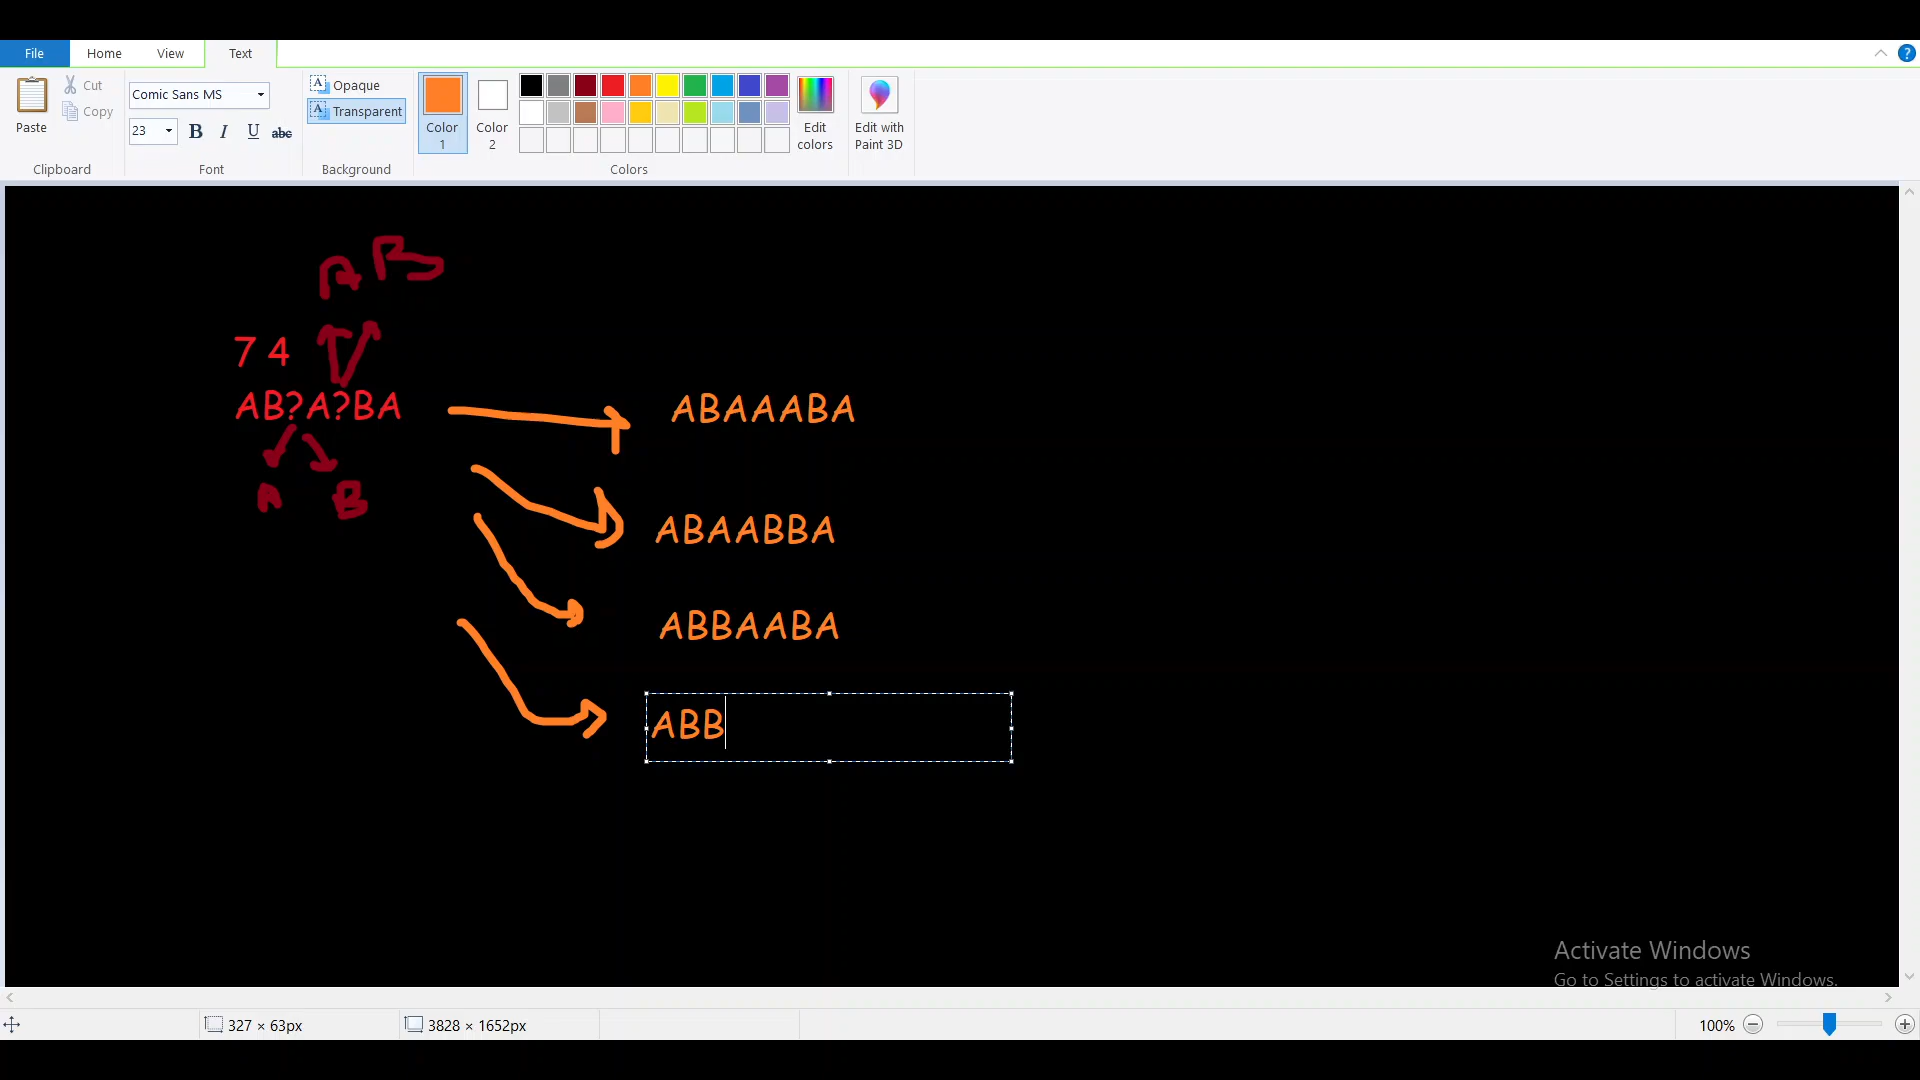 File Home View Text
Paste
Cut
Copy
Clipboard
Comic Sans MS
23 B I U abc
Font
Opaque
Transparent
Background
Color 1
Color 2
Edit colors
Colors
Edit with Paint 3D
A B
7 4
AB?A?BA
A B
ABAAABA
ABAABBA
ABBAABA
ABB
Activate Windows
Go to Settings to activate Windows.
327 × 63px
3828 × 1652px
100%